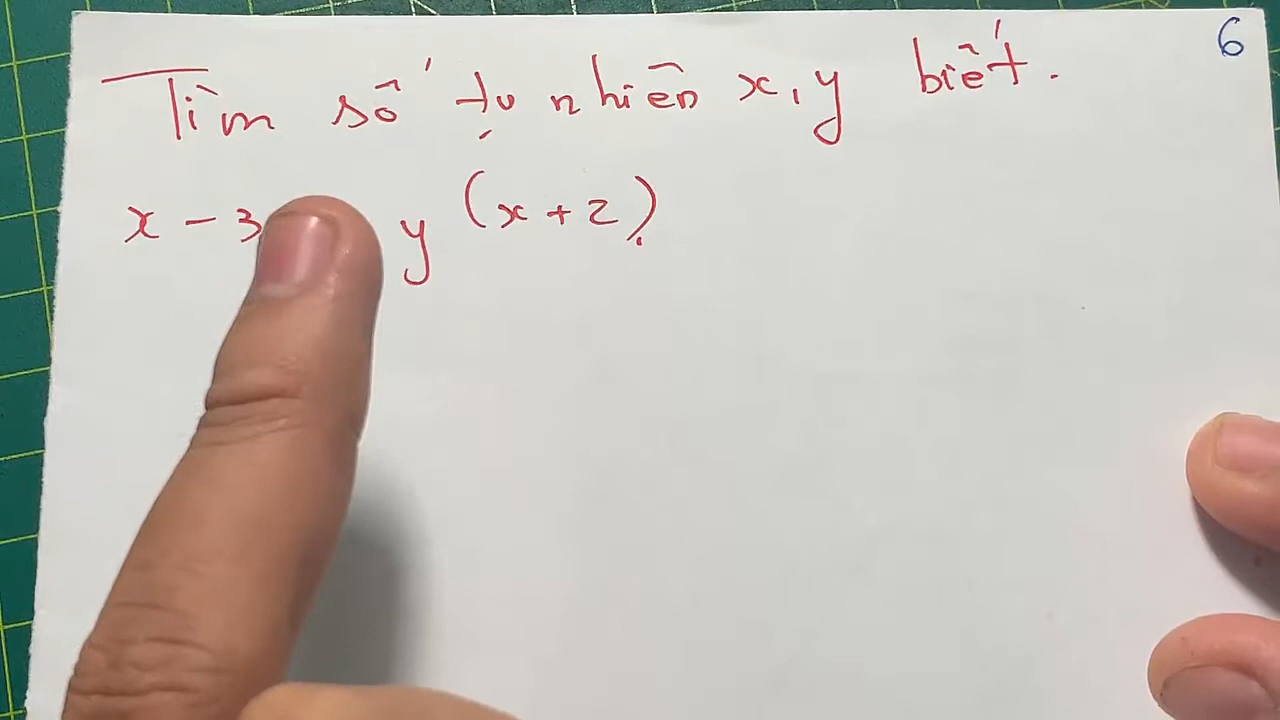 6
Tìm số tự nhiên x, y biết.
x - 3 y (x + 2)